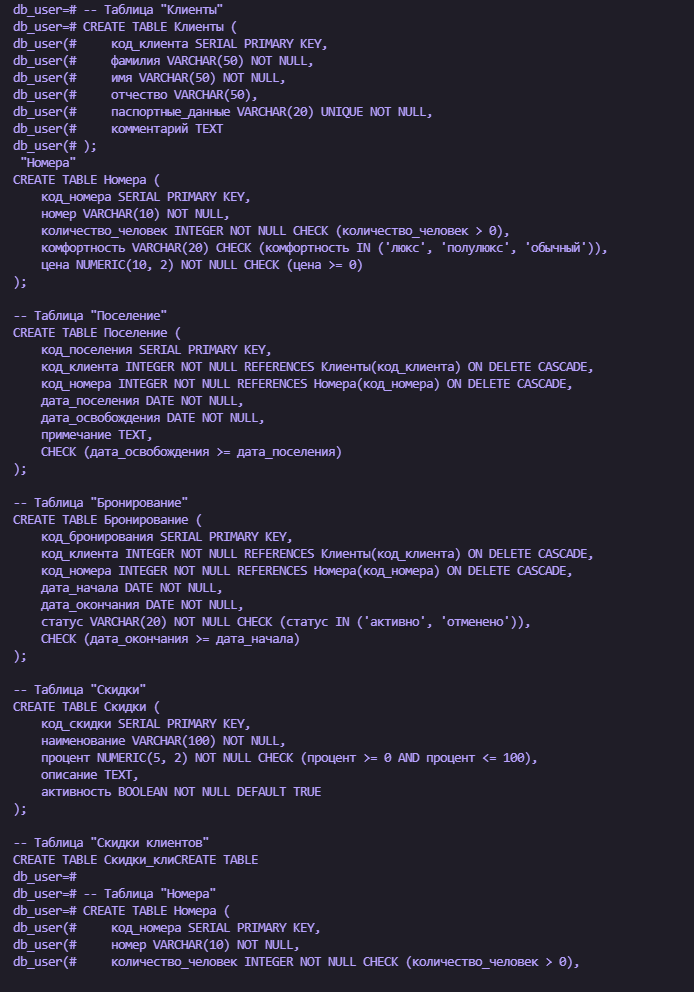 db_user=# -- Таблица "Клиенты"
db_user=# CREATE TABLE Клиенты (
db_user(#     код_клиента SERIAL PRIMARY KEY,
db_user(#     фамилия VARCHAR(50) NOT NULL,
db_user(#     имя VARCHAR(50) NOT NULL,
db_user(#     отчество VARCHAR(50),
db_user(#     паспортные_данные VARCHAR(20) UNIQUE NOT NULL,
db_user(#     комментарий TEXT
db_user(# );
 "Номера"
CREATE TABLE Номера (
    код_номера SERIAL PRIMARY KEY,
    номер VARCHAR(10) NOT NULL,
    количество_человек INTEGER NOT NULL CHECK (количество_человек > 0),
    комфортность VARCHAR(20) CHECK (комфортность IN ('люкс', 'полулюкс', 'обычный')),
    цена NUMERIC(10, 2) NOT NULL CHECK (цена >= 0)
);

-- Таблица "Поселение"
CREATE TABLE Поселение (
    код_поселения SERIAL PRIMARY KEY,
    код_клиента INTEGER NOT NULL REFERENCES Клиенты(код_клиента) ON DELETE CASCADE,
    код_номера INTEGER NOT NULL REFERENCES Номера(код_номера) ON DELETE CASCADE,
    дата_поселения DATE NOT NULL,
    дата_освобождения DATE NOT NULL,
    примечание TEXT,
    CHECK (дата_освобождения >= дата_поселения)
);

-- Таблица "Бронирование"
CREATE TABLE Бронирование (
    код_бронирования SERIAL PRIMARY KEY,
    код_клиента INTEGER NOT NULL REFERENCES Клиенты(код_клиента) ON DELETE CASCADE,
    код_номера INTEGER NOT NULL REFERENCES Номера(код_номера) ON DELETE CASCADE,
    дата_начала DATE NOT NULL,
    дата_окончания DATE NOT NULL,
    статус VARCHAR(20) NOT NULL CHECK (статус IN ('активно', 'отменено')),
    CHECK (дата_окончания >= дата_начала)
);

-- Таблица "Скидки"
CREATE TABLE Скидки (
    код_скидки SERIAL PRIMARY KEY,
    наименование VARCHAR(100) NOT NULL,
    процент NUMERIC(5, 2) NOT NULL CHECK (процент >= 0 AND процент <= 100),
    описание TEXT,
    активность BOOLEAN NOT NULL DEFAULT TRUE
);

-- Таблица "Скидки клиентов"
CREATE TABLE Скидки_клиCREATE TABLE
db_user=#
db_user=# -- Таблица "Номера"
db_user=# CREATE TABLE Номера (
db_user(#     код_номера SERIAL PRIMARY KEY,
db_user(#     номер VARCHAR(10) NOT NULL,
db_user(#     количество_человек INTEGER NOT NULL CHECK (количество_человек > 0),